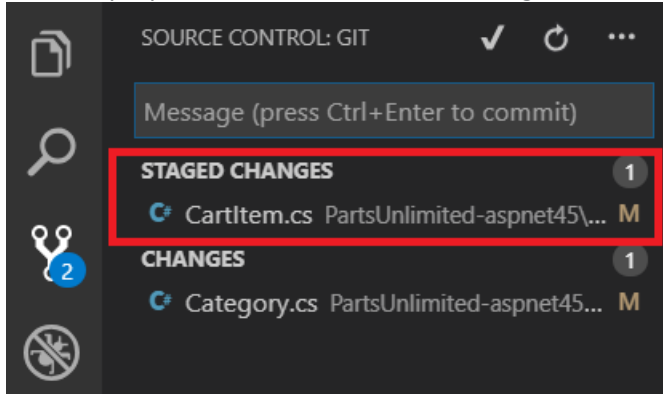 SOURCE CONTROL: GIT
Message (press Ctrl+Enter to commit)
STAGED CHANGES 1
C# CartItem.cs PartsUnlimited-aspnet45\... M
2
CHANGES 1
C# Category.cs PartsUnlimited-aspnet45... M